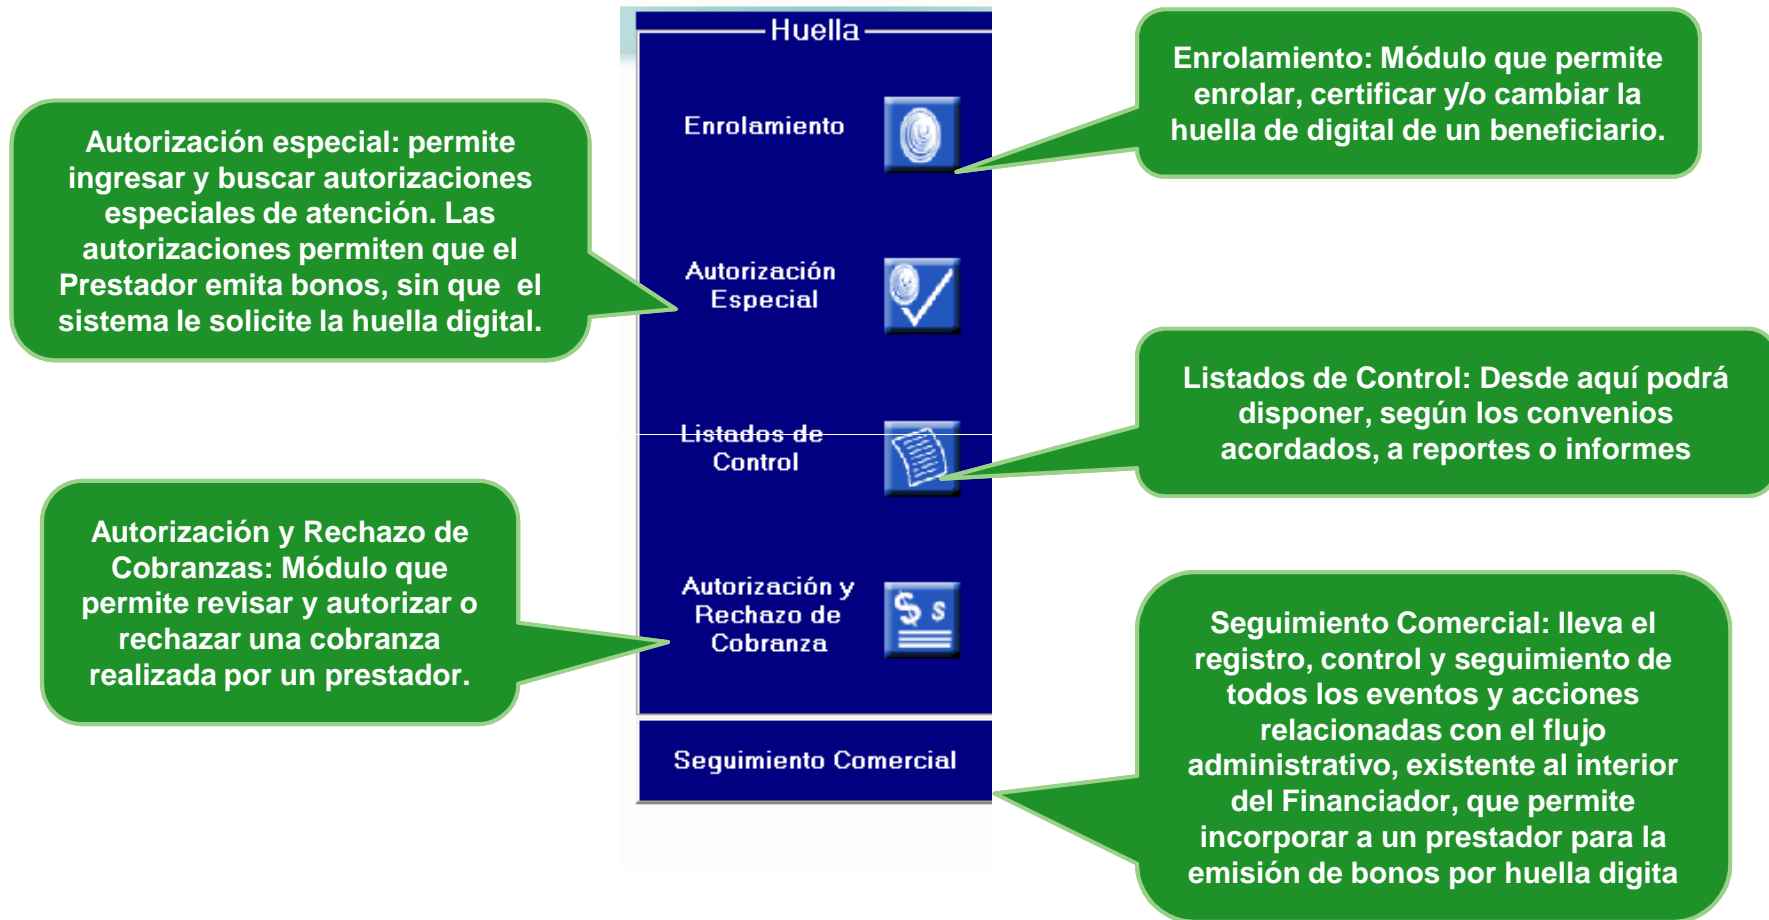 Huella
Enrolamiento
Autorización
Especial
Listados de
Control
Autorización y
Rechazo de
Cobranza
Seguimiento Comercial
Autorización especial: permite
ingresar y buscar autorizaciones
especiales de atención. Las
autorizaciones permiten que el
Prestador emita bonos, sin que el
sistema le solicite la huella digital.
Autorización y Rechazo de
Cobranzas: Módulo que
permite revisar y autorizar o
rechazar una cobranza
realizada por un prestador.
Enrolamiento: Módulo que permite
enrolar, certificar y/o cambiar la
huella de digital de un beneficiario.
Listados de Control: Desde aquí podrá
disponer, según los convenios
acordados, a reportes o informes
Seguimiento Comercial: lleva el
registro, control y seguimiento de
todos los eventos y acciones
relacionadas con el flujo
administrativo, existente al interior
del Financiador, que permite
incorporar a un prestador para la
emisión de bonos por huella digita